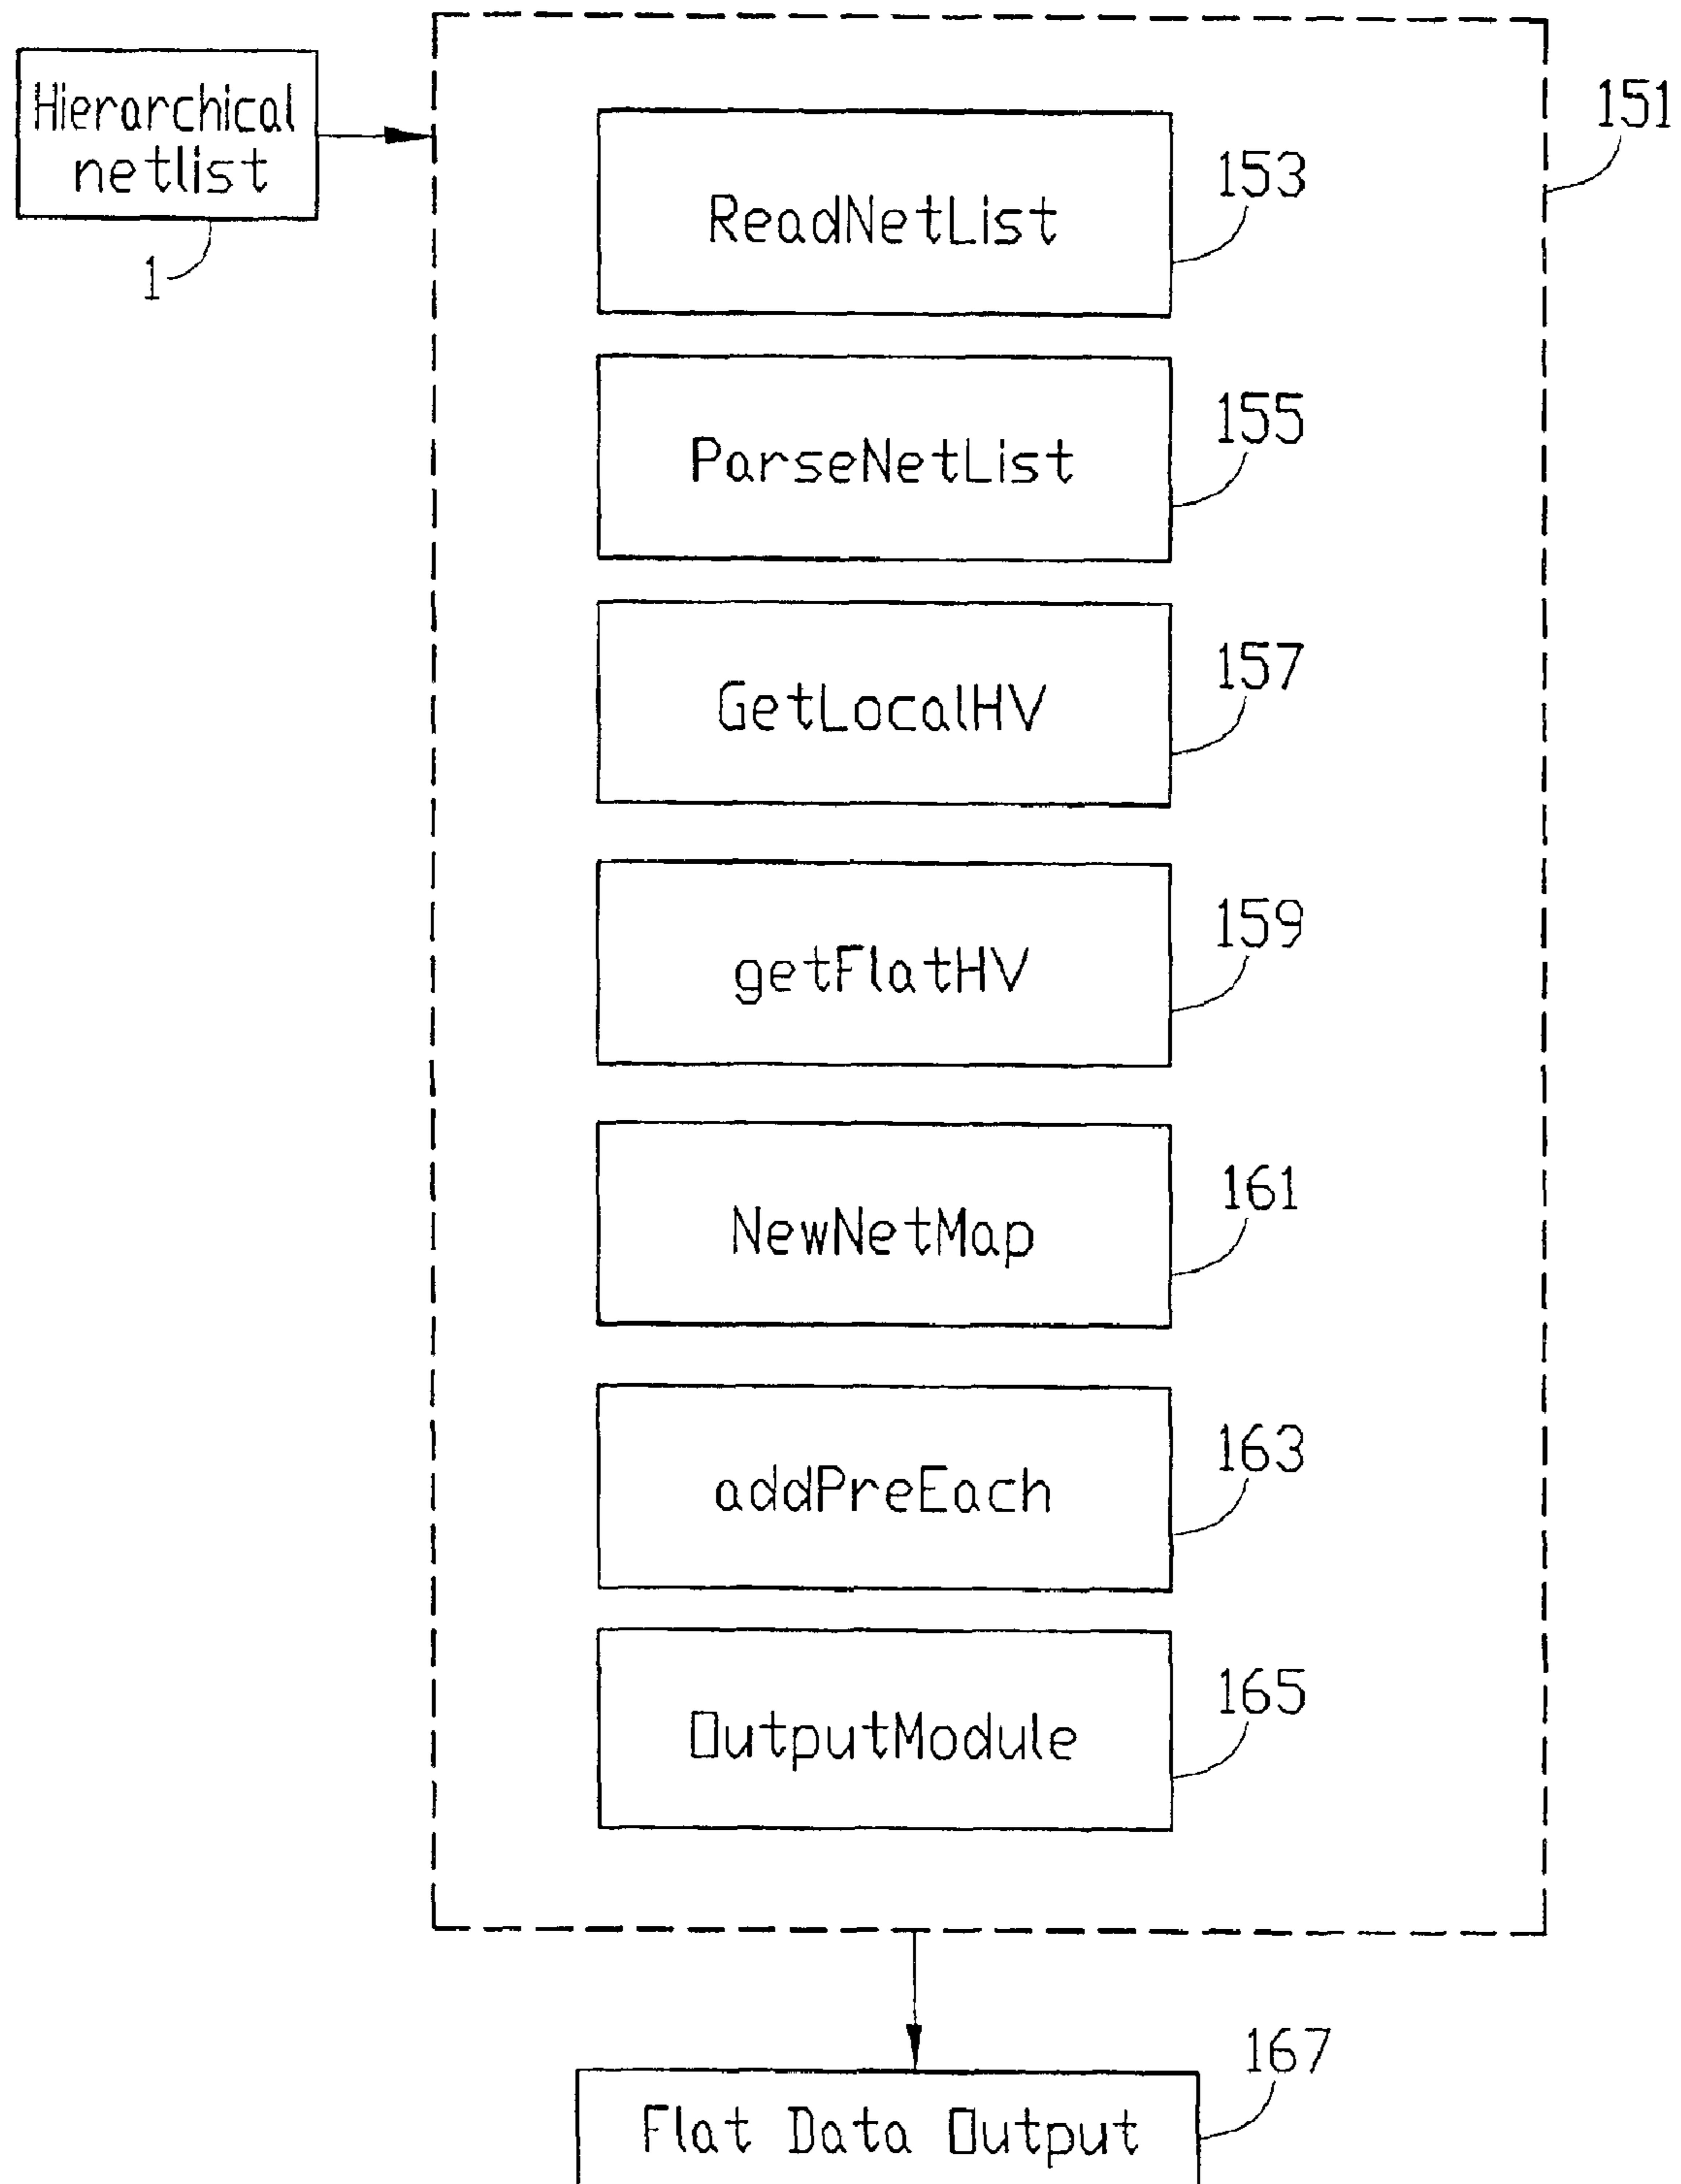 Hierarchical
netlist
1
151
ReadNetList
153
ParseNetList
155
GetLocalHV
157
getFlatHV
159
NewNetMap
161
addPreEach
163
OutputModule
165
Flat Data Output
167